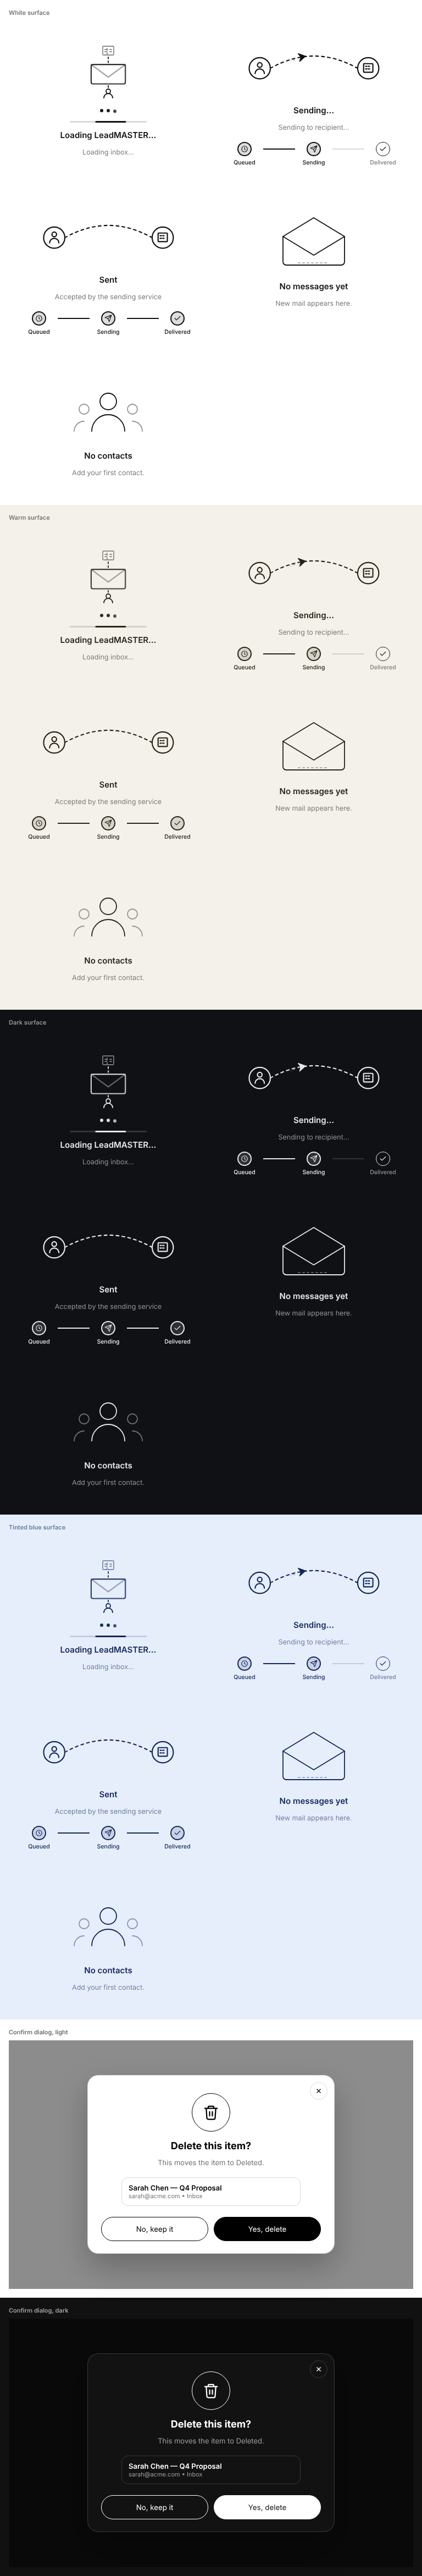 White surface
Loading LeadMASTER...
Loading inbox...
Sending...
Sending to recipient...
Queued
Sending
Delivered
Sent
Accepted by the sending service
Queued
Sending
Delivered
No messages yet
New mail appears here.
No contacts
Add your first contact.
Warm surface
Loading LeadMASTER...
Loading inbox...
Sending...
Sending to recipient...
Queued
Sending
Delivered
Sent
Accepted by the sending service
Queued
Sending
Delivered
No messages yet
New mail appears here.
No contacts
Add your first contact.
Dark surface
Loading LeadMASTER...
Loading inbox...
Sending...
Sending to recipient...
Queued
Sending
Delivered
Sent
Accepted by the sending service
Queued
Sending
Delivered
No messages yet
New mail appears here.
No contacts
Add your first contact.
Tinted blue surface
Loading LeadMASTER...
Loading inbox...
Sending...
Sending to recipient...
Queued
Sending
Delivered
Sent
Accepted by the sending service
Queued
Sending
Delivered
No messages yet
New mail appears here.
No contacts
Add your first contact.
Confirm dialog, light
Delete this item?
This moves the item to Deleted.
Sarah Chen — Q4 Proposal
sarah@acme.com • Inbox
No, keep it
Yes, delete
Confirm dialog, dark
Delete this item?
This moves the item to Deleted.
Sarah Chen — Q4 Proposal
sarah@acme.com • Inbox
No, keep it
Yes, delete